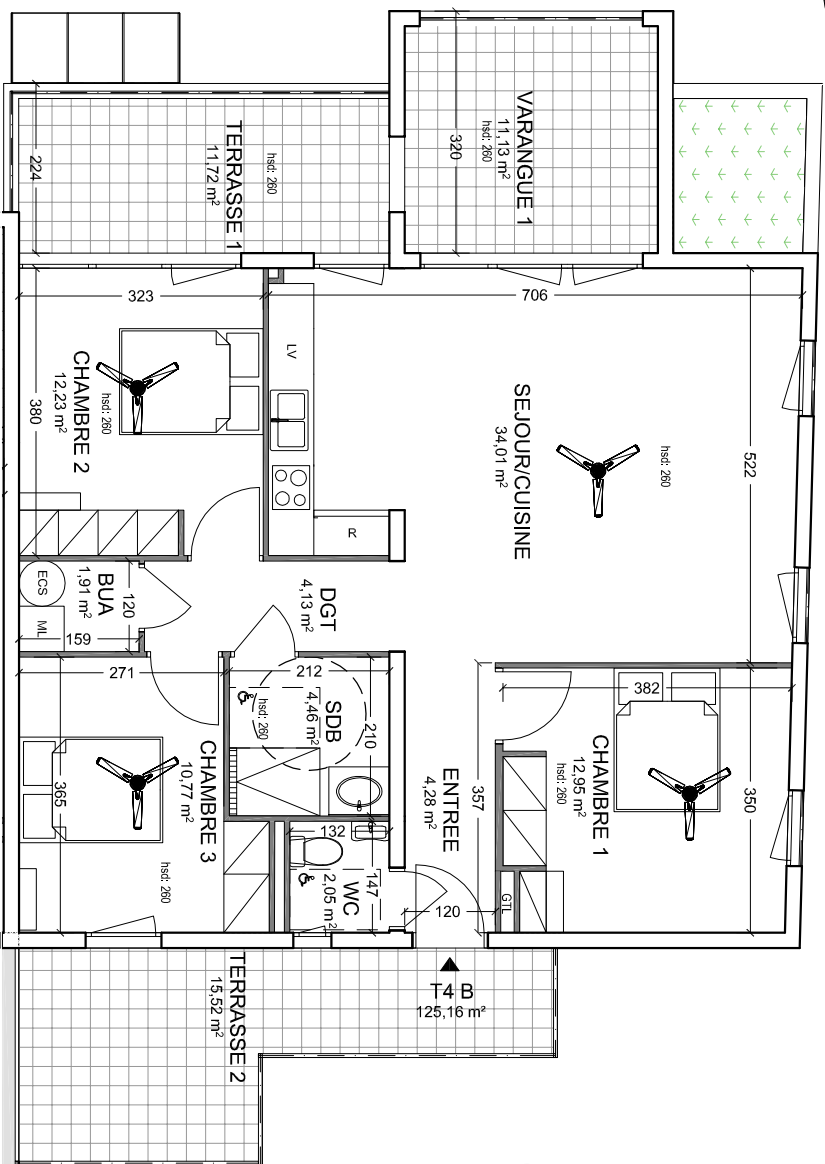 VARANGUE 1
11,13 m²
hsd: 260
320
TERRASSE 1
11,72 m²
hsd: 260
224
323
706
CHAMBRE 2
12,23 m²
hsd: 260
380
LV
R
SEJOUR/CUISINE
34,01 m²
hsd: 260
522
BUA
1,91 m²
120
159
ECS
ML
DGT
4,13 m²
271
212
SDB
4,46 m²
hsd: 260
210
382
CHAMBRE 1
12,95 m²
hsd: 260
350
CHAMBRE 3
10,77 m²
hsd: 260
365
ENTREE
4,28 m²
357
132
WC
2,05 m²
147
120
GTL
T4 B
125,16 m²
TERRASSE 2
15,52 m²